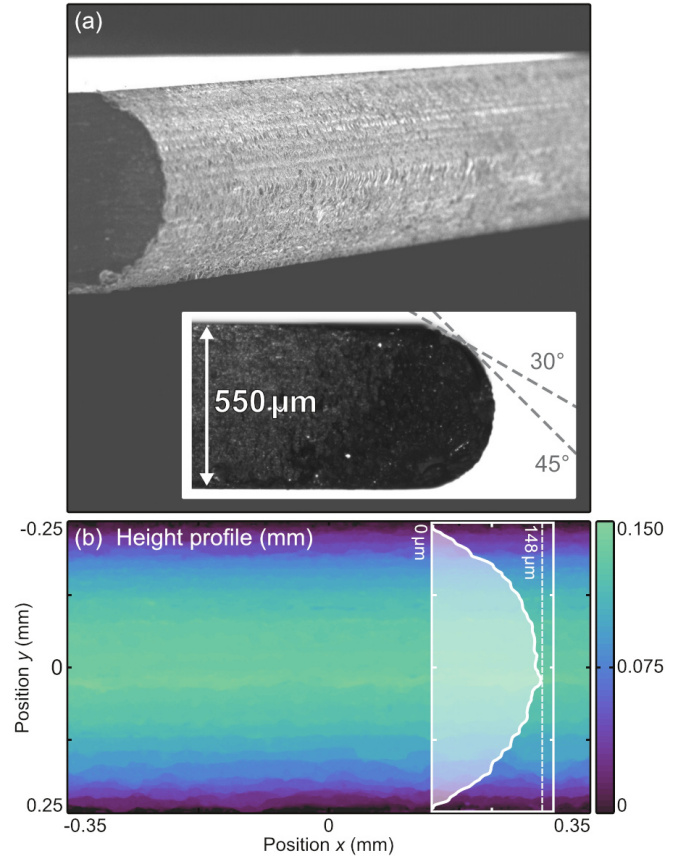 (a)
30°
550 µm
45°
(b) Height profile (mm)
0 µm
148 µm
-0.25
0
0.25
Position y (mm)
-0.35
0
0.35
Position x (mm)
0.150
0.075
0